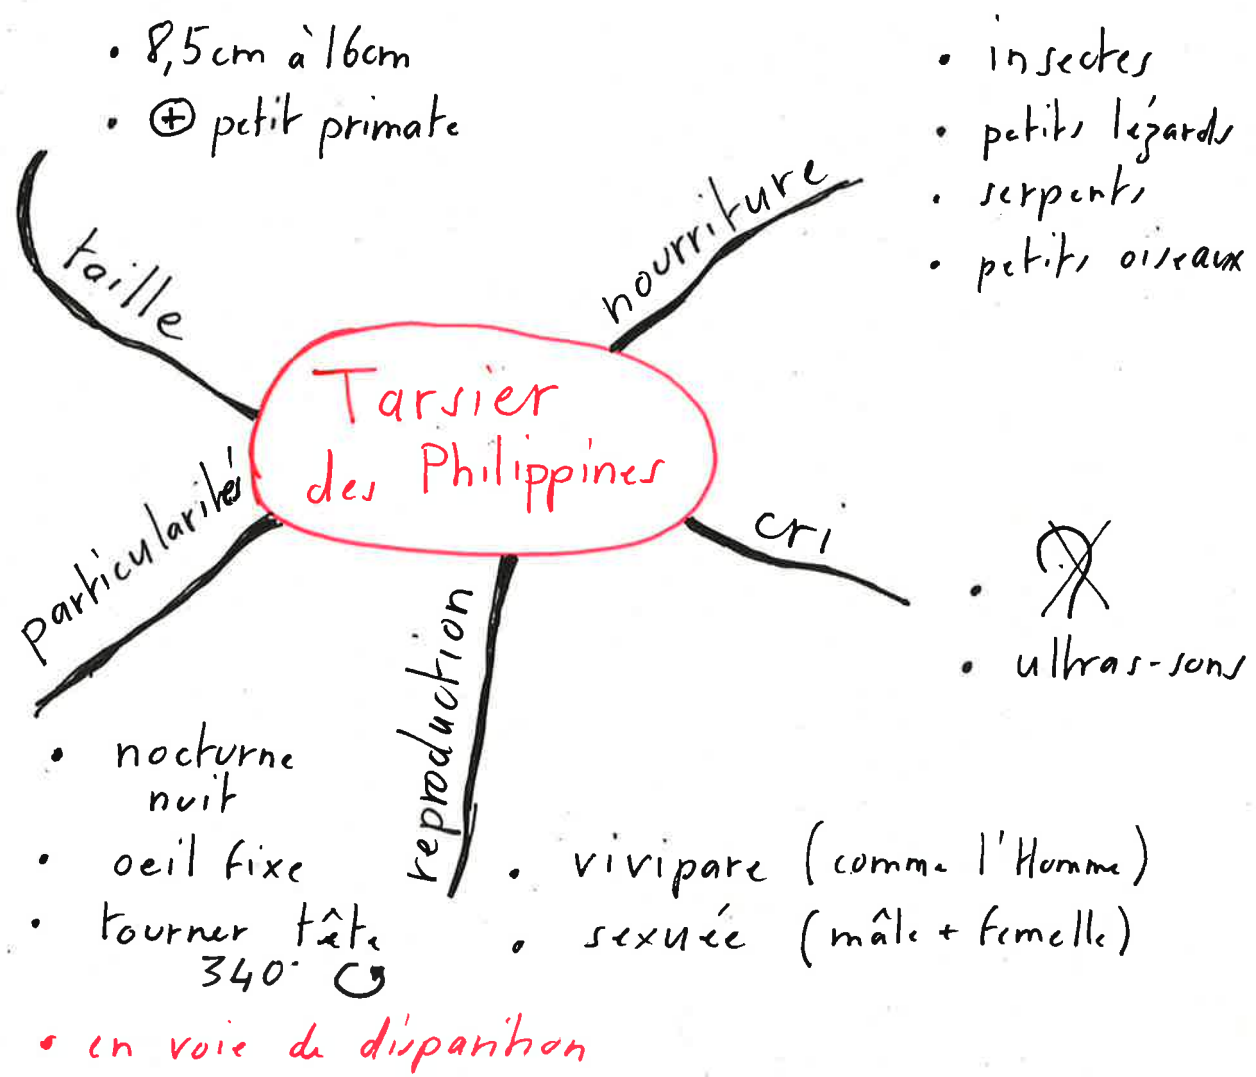 • 8,5cm à 16cm
• ⊕ petit primate
taille
• insectes
• petits lézards
• serpents
• petits oiseaux
nourriture
Tarsier
des Philippines
cri
•
• ultras-sons
particularités
• nocturne
nuit
• oeil fixe
• tourner tête
340°
• en voie de disparition
reproduction
• vivipare (comme l'Homme)
• sexuée (mâle + femelle)